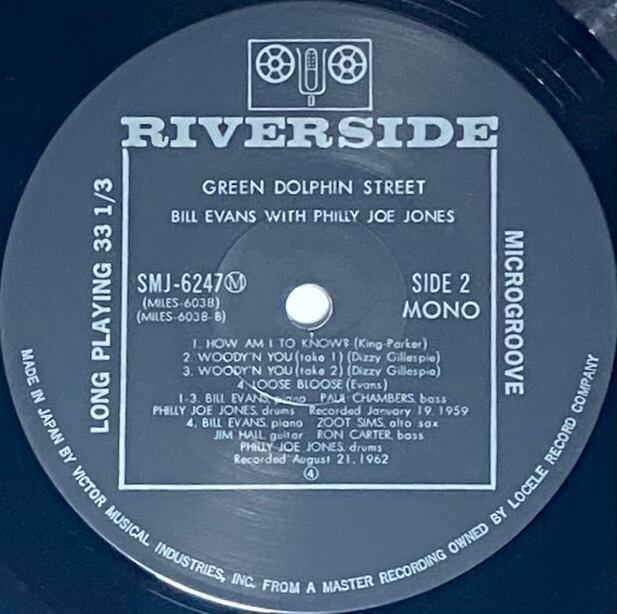 RIVERSIDE
GREEN DOLPHIN STREET
BILL EVANS WITH PHILLY JOE JONES
LONG PLAYING 33 1/3
MICROGROOVE
SMJ-6247 Ⓜ
(MILES-6038)
(MILES-6038-B)
SIDE 2
MONO
1. HOW AM I TO KNOW? (King-Parker)
2. WOODY'N YOU (take 1) (Dizzy Gillespie)
3. WOODY'N YOU (take 2) (Dizzy Gillespie)
4. LOOSE BLOOSE (Evans)
1-3. BILL EVANS, piano PAUL CHAMBERS, bass
PHILLY JOE JONES, drums Recorded January 19, 1959
4. BILL EVANS, piano ZOOT SIMS, alto sax
JIM HALL, guitar RON CARTER, bass
PHILLY JOE JONES, drums
Recorded August 21, 1962
④
MADE IN JAPAN BY VICTOR MUSICAL INDUSTRIES, INC. FROM A MASTER RECORDING OWNED BY LOCELE RECORD COMPANY